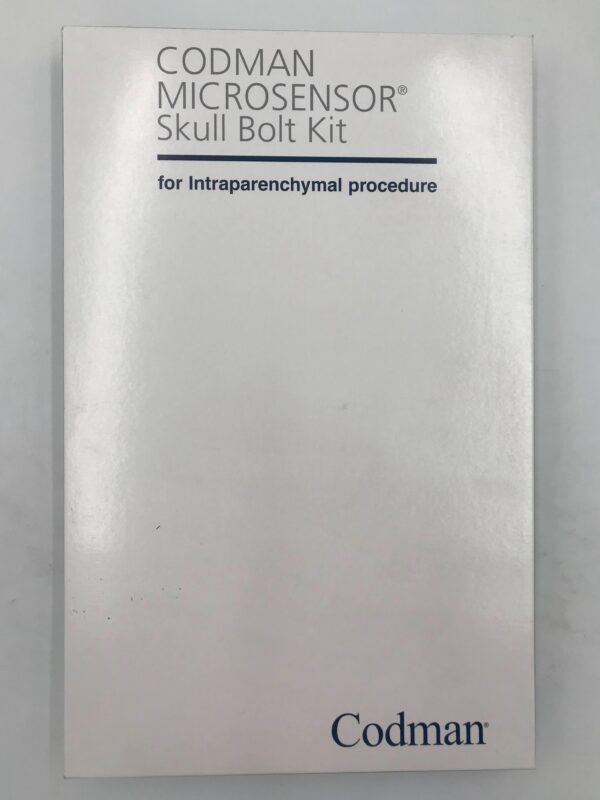 CODMAN
MICROSENSOR®
Skull Bolt Kit
for Intraparenchymal procedure
Codman®